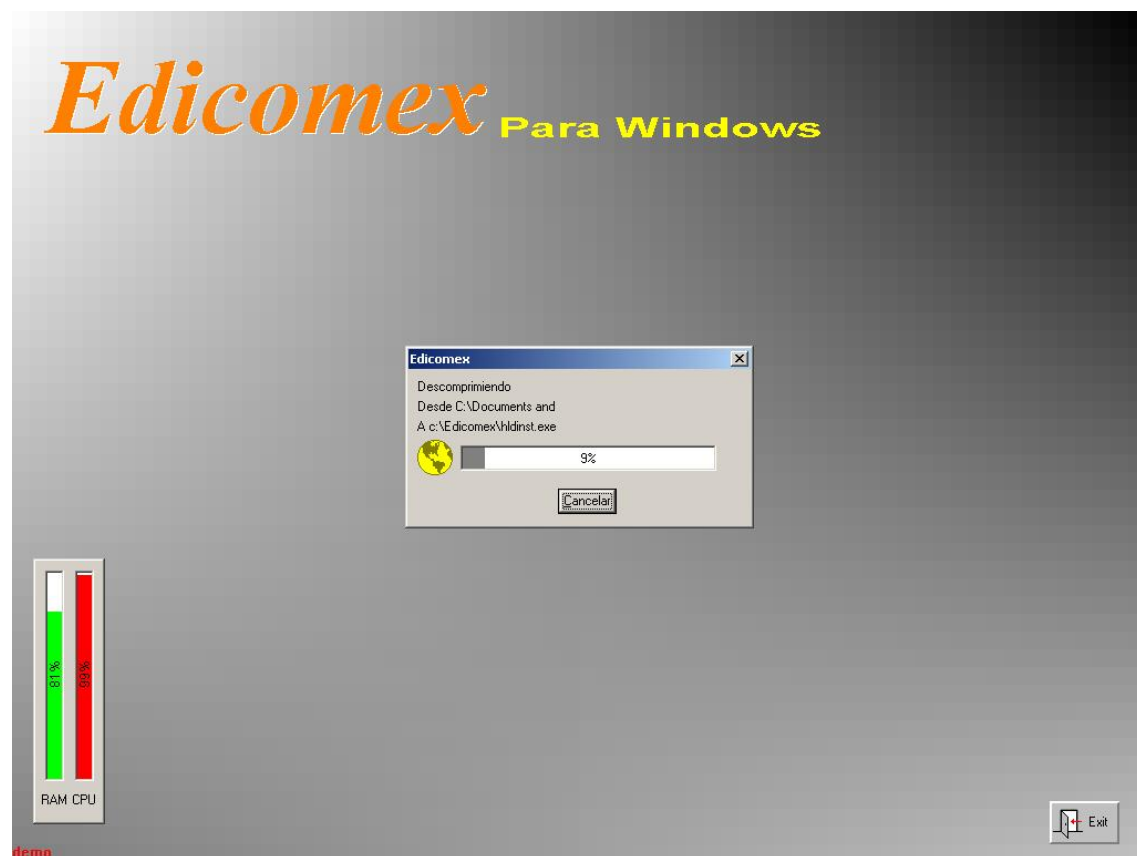 Edicomex Para Windows
Edicomex
Descomprimiendo
Desde C:\Documents and
A c:\Edicomex\hldinst.exe
9%
Cancelar
81% 99%
RAM CPU
Exit
demo